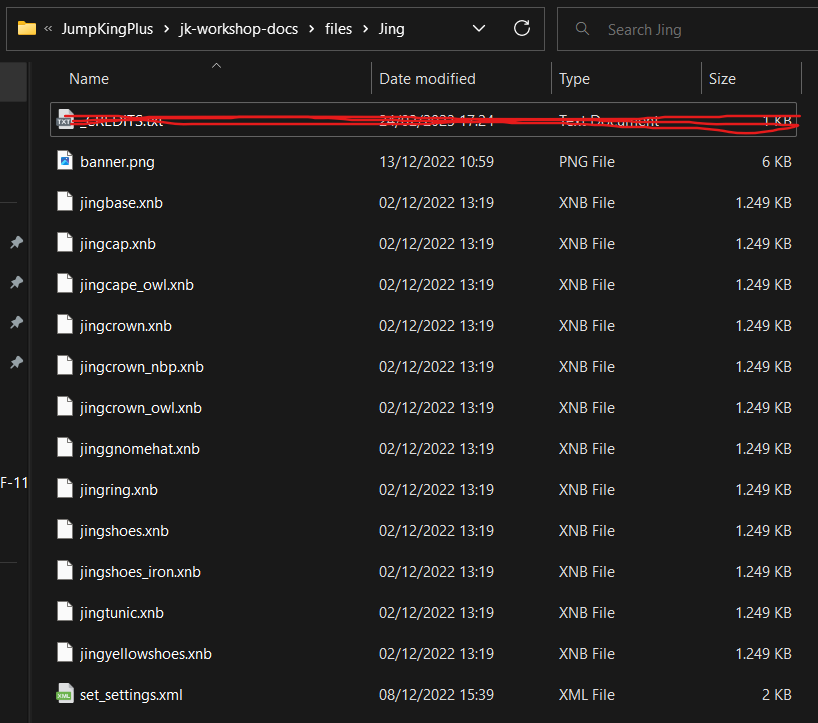 « JumpKingPlus > jk-workshop-docs > files > Jing Search Jing
Name Date modified Type Size
_CREDITS.txt 24/02/2023 17:24 Text Document 1 KB
banner.png 13/12/2022 10:59 PNG File 6 KB
jingbase.xnb 02/12/2022 13:19 XNB File 1.249 KB
jingcap.xnb 02/12/2022 13:19 XNB File 1.249 KB
jingcape_owl.xnb 02/12/2022 13:19 XNB File 1.249 KB
jingcrown.xnb 02/12/2022 13:19 XNB File 1.249 KB
jingcrown_nbp.xnb 02/12/2022 13:19 XNB File 1.249 KB
jingcrown_owl.xnb 02/12/2022 13:19 XNB File 1.249 KB
jinggnomehat.xnb 02/12/2022 13:19 XNB File 1.249 KB
F-11
jingring.xnb 02/12/2022 13:19 XNB File 1.249 KB
jingshoes.xnb 02/12/2022 13:19 XNB File 1.249 KB
jingshoes_iron.xnb 02/12/2022 13:19 XNB File 1.249 KB
jingtunic.xnb 02/12/2022 13:19 XNB File 1.249 KB
jingyellowshoes.xnb 02/12/2022 13:19 XNB File 1.249 KB
set_settings.xml 08/12/2022 15:39 XML File 2 KB